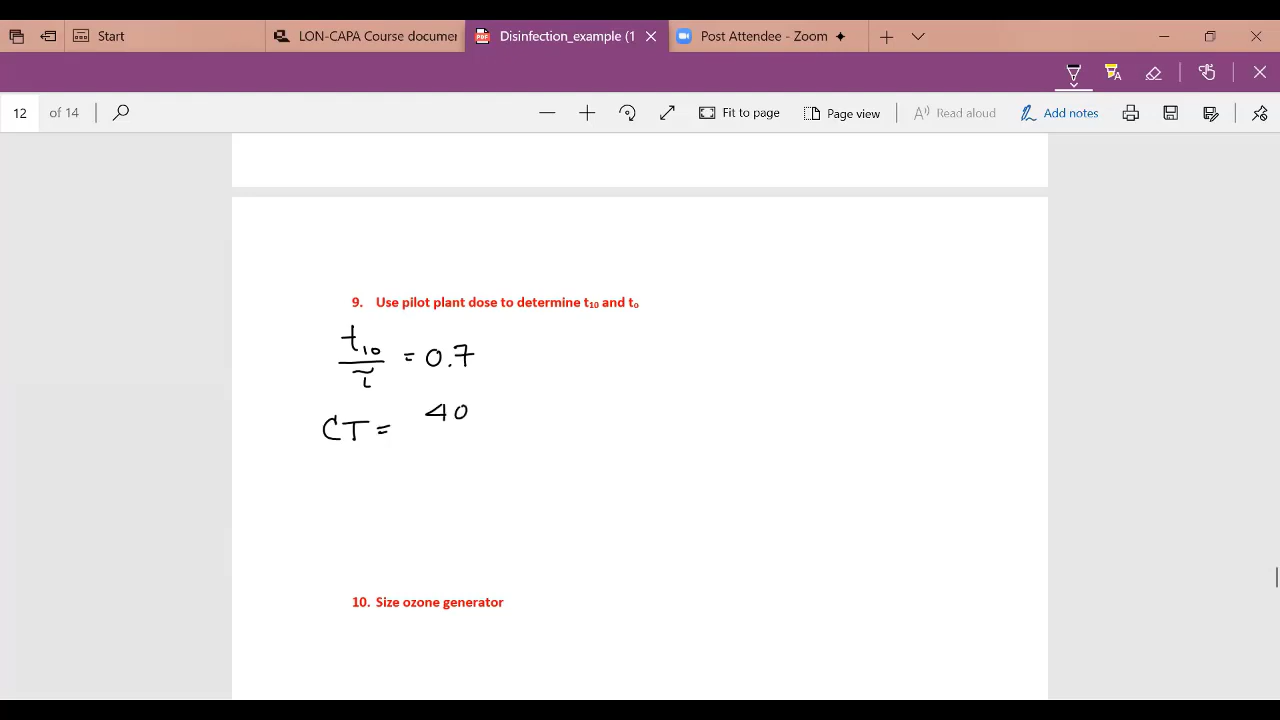 Start
LON-CAPA Course documen
Disinfection_example (1
Post Attendee - Zoom
12 of 14
Fit to page
Page view
Read aloud
Add notes
9. Use pilot plant dose to determine t₁₀ and tₒ
t₁₀
= 0.7
40
CT =
10. Size ozone generator